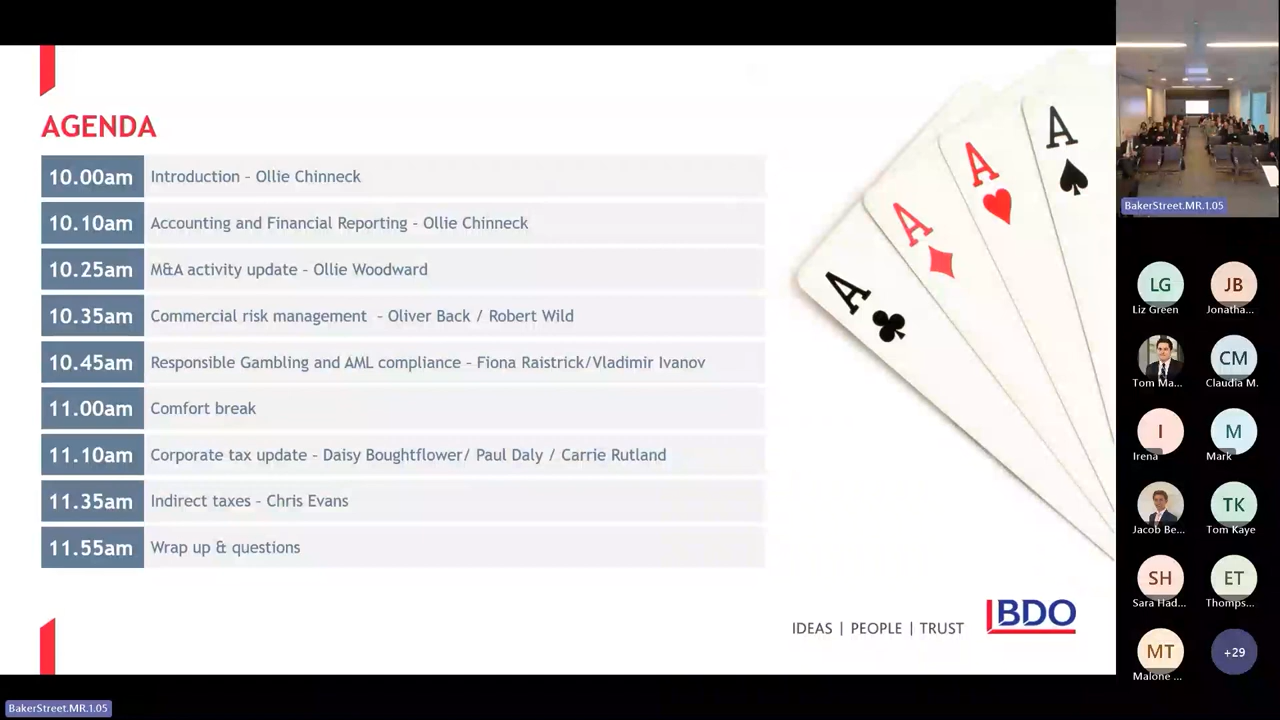 AGENDA
10.00am Introduction - Ollie Chinneck
10.10am Accounting and Financial Reporting - Ollie Chinneck
10.25am M&A activity update - Ollie Woodward
10.35am Commercial risk management - Oliver Back / Robert Wild
10.45am Responsible Gambling and AML compliance - Fiona Raistrick/Vladimir Ivanov
11.00am Comfort break
11.10am Corporate tax update - Daisy Boughtflower/ Paul Daly / Carrie Rutland
11.35am Indirect taxes - Chris Evans
11.55am Wrap up & questions
A
A
A
A
IDEAS | PEOPLE | TRUST
BDO
BakerStreet.MR.1.05
LG
Liz Green
JB
Jonatha...
Tom Ma...
CM
Claudia M.
I
Irena
M
Mark
Jacob Be...
TK
Tom Kaye
SH
Sara Had...
ET
Thomps...
MT
Malone ...
+29
BakerStreet.MR.1.05